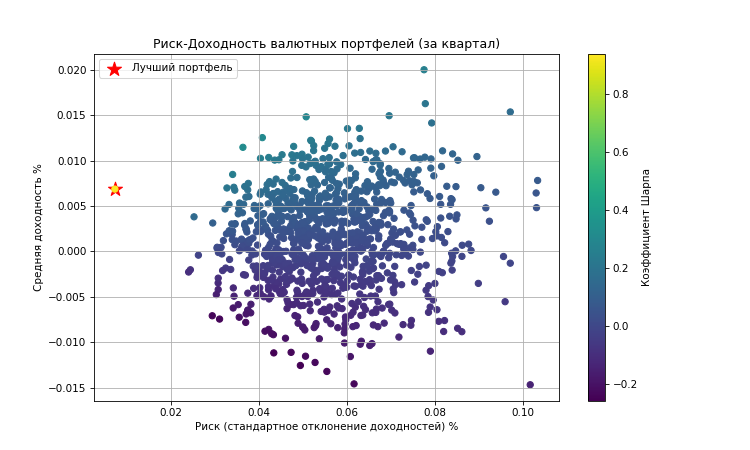 Риск-Доходность валютных портфелей (за квартал)
Лучший портфель
0.020
0.015
0.010
0.005
0.000
−0.005
−0.010
−0.015
Средняя доходность %
0.02 0.04 0.06 0.08 0.10
Риск (стандартное отклонение доходностей) %
0.8
0.6
0.4
0.2
0.0
−0.2
Коэффициент Шарпа